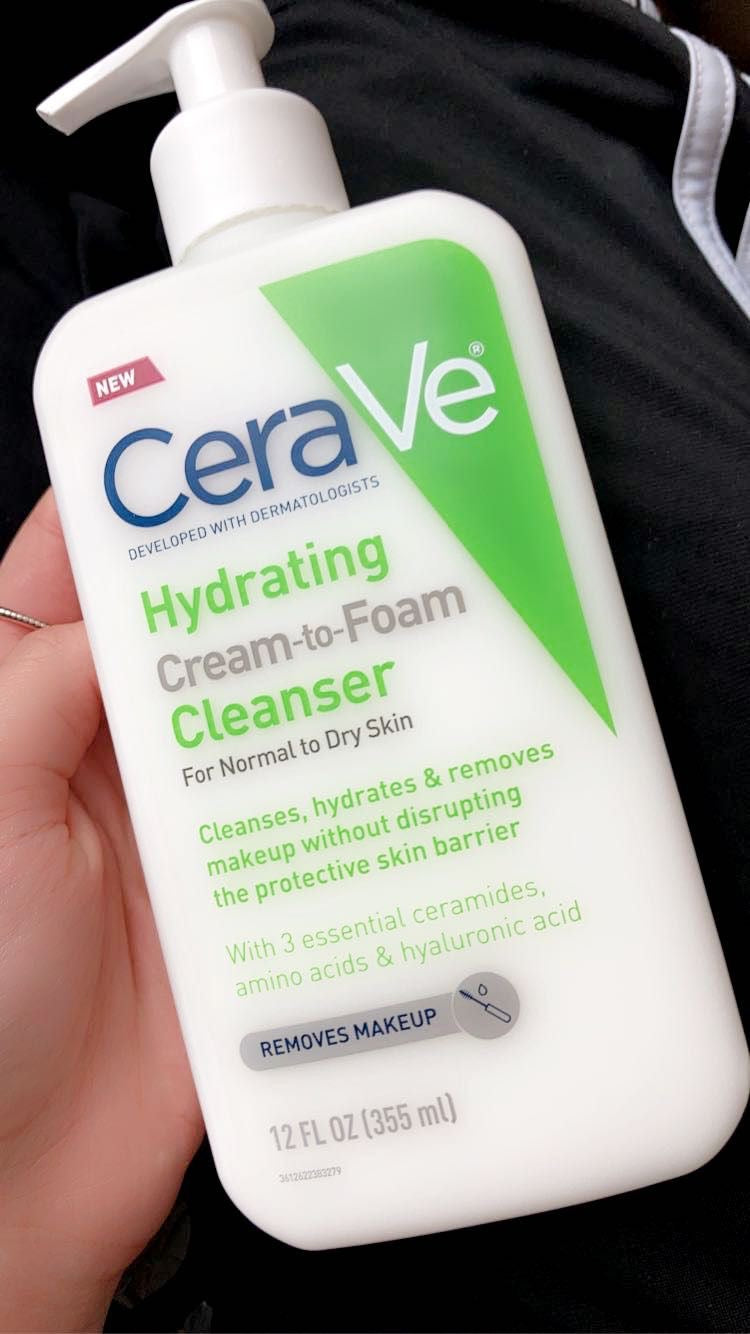 NEW
CeraVe®
DEVELOPED WITH DERMATOLOGISTS
Hydrating
Cream-to-Foam
Cleanser
For Normal to Dry Skin
Cleanses, hydrates & removes
makeup without disrupting
the protective skin barrier
With 3 essential ceramides,
amino acids & hyaluronic acid
REMOVES MAKEUP
12 FL OZ (355 ml)
3612622383279